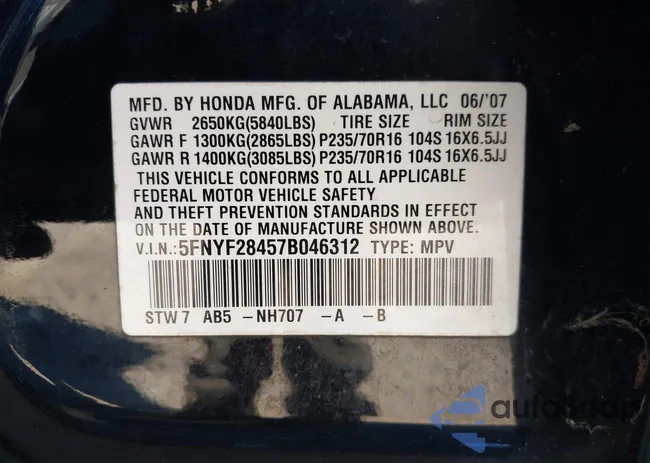 MFD. BY HONDA MFG. OF ALABAMA, LLC 06/'07
GVWR 2650KG(5840LBS) TIRE SIZE RIM SIZE
GAWR F 1300KG(2865LBS) P235/70R16 104S 16X6.5JJ
GAWR R 1400KG(3085LBS) P235/70R16 104S 16X6.5JJ
THIS VEHICLE CONFORMS TO ALL APPLICABLE
FEDERAL MOTOR VEHICLE SAFETY
AND THEFT PREVENTION STANDARDS IN EFFECT ON
THE DATE OF MANUFACTURE SHOWN ABOVE.
V.I.N.:5FNYF28457B046312 TYPE: MPV
STW7 AB5 -NH707 -A -B
autoSnap